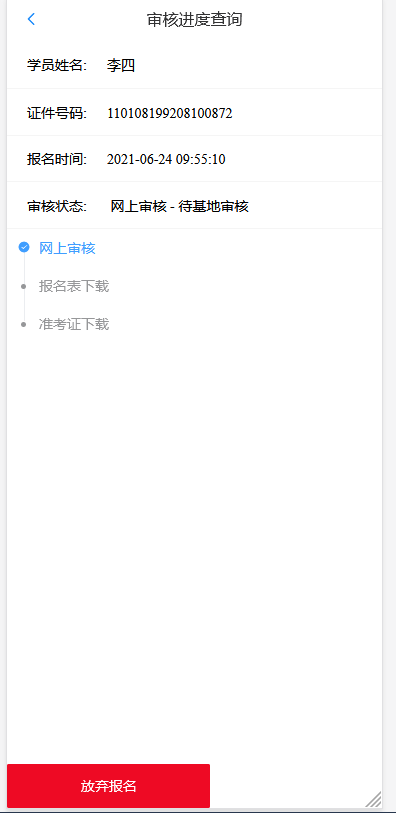 审核进度查询
学员姓名: 李四
证件号码: 110108199208100872
报名时间: 2021-06-24 09:55:10
审核状态: 网上审核 - 待基地审核
网上审核
报名表下载
准考证下载
放弃报名